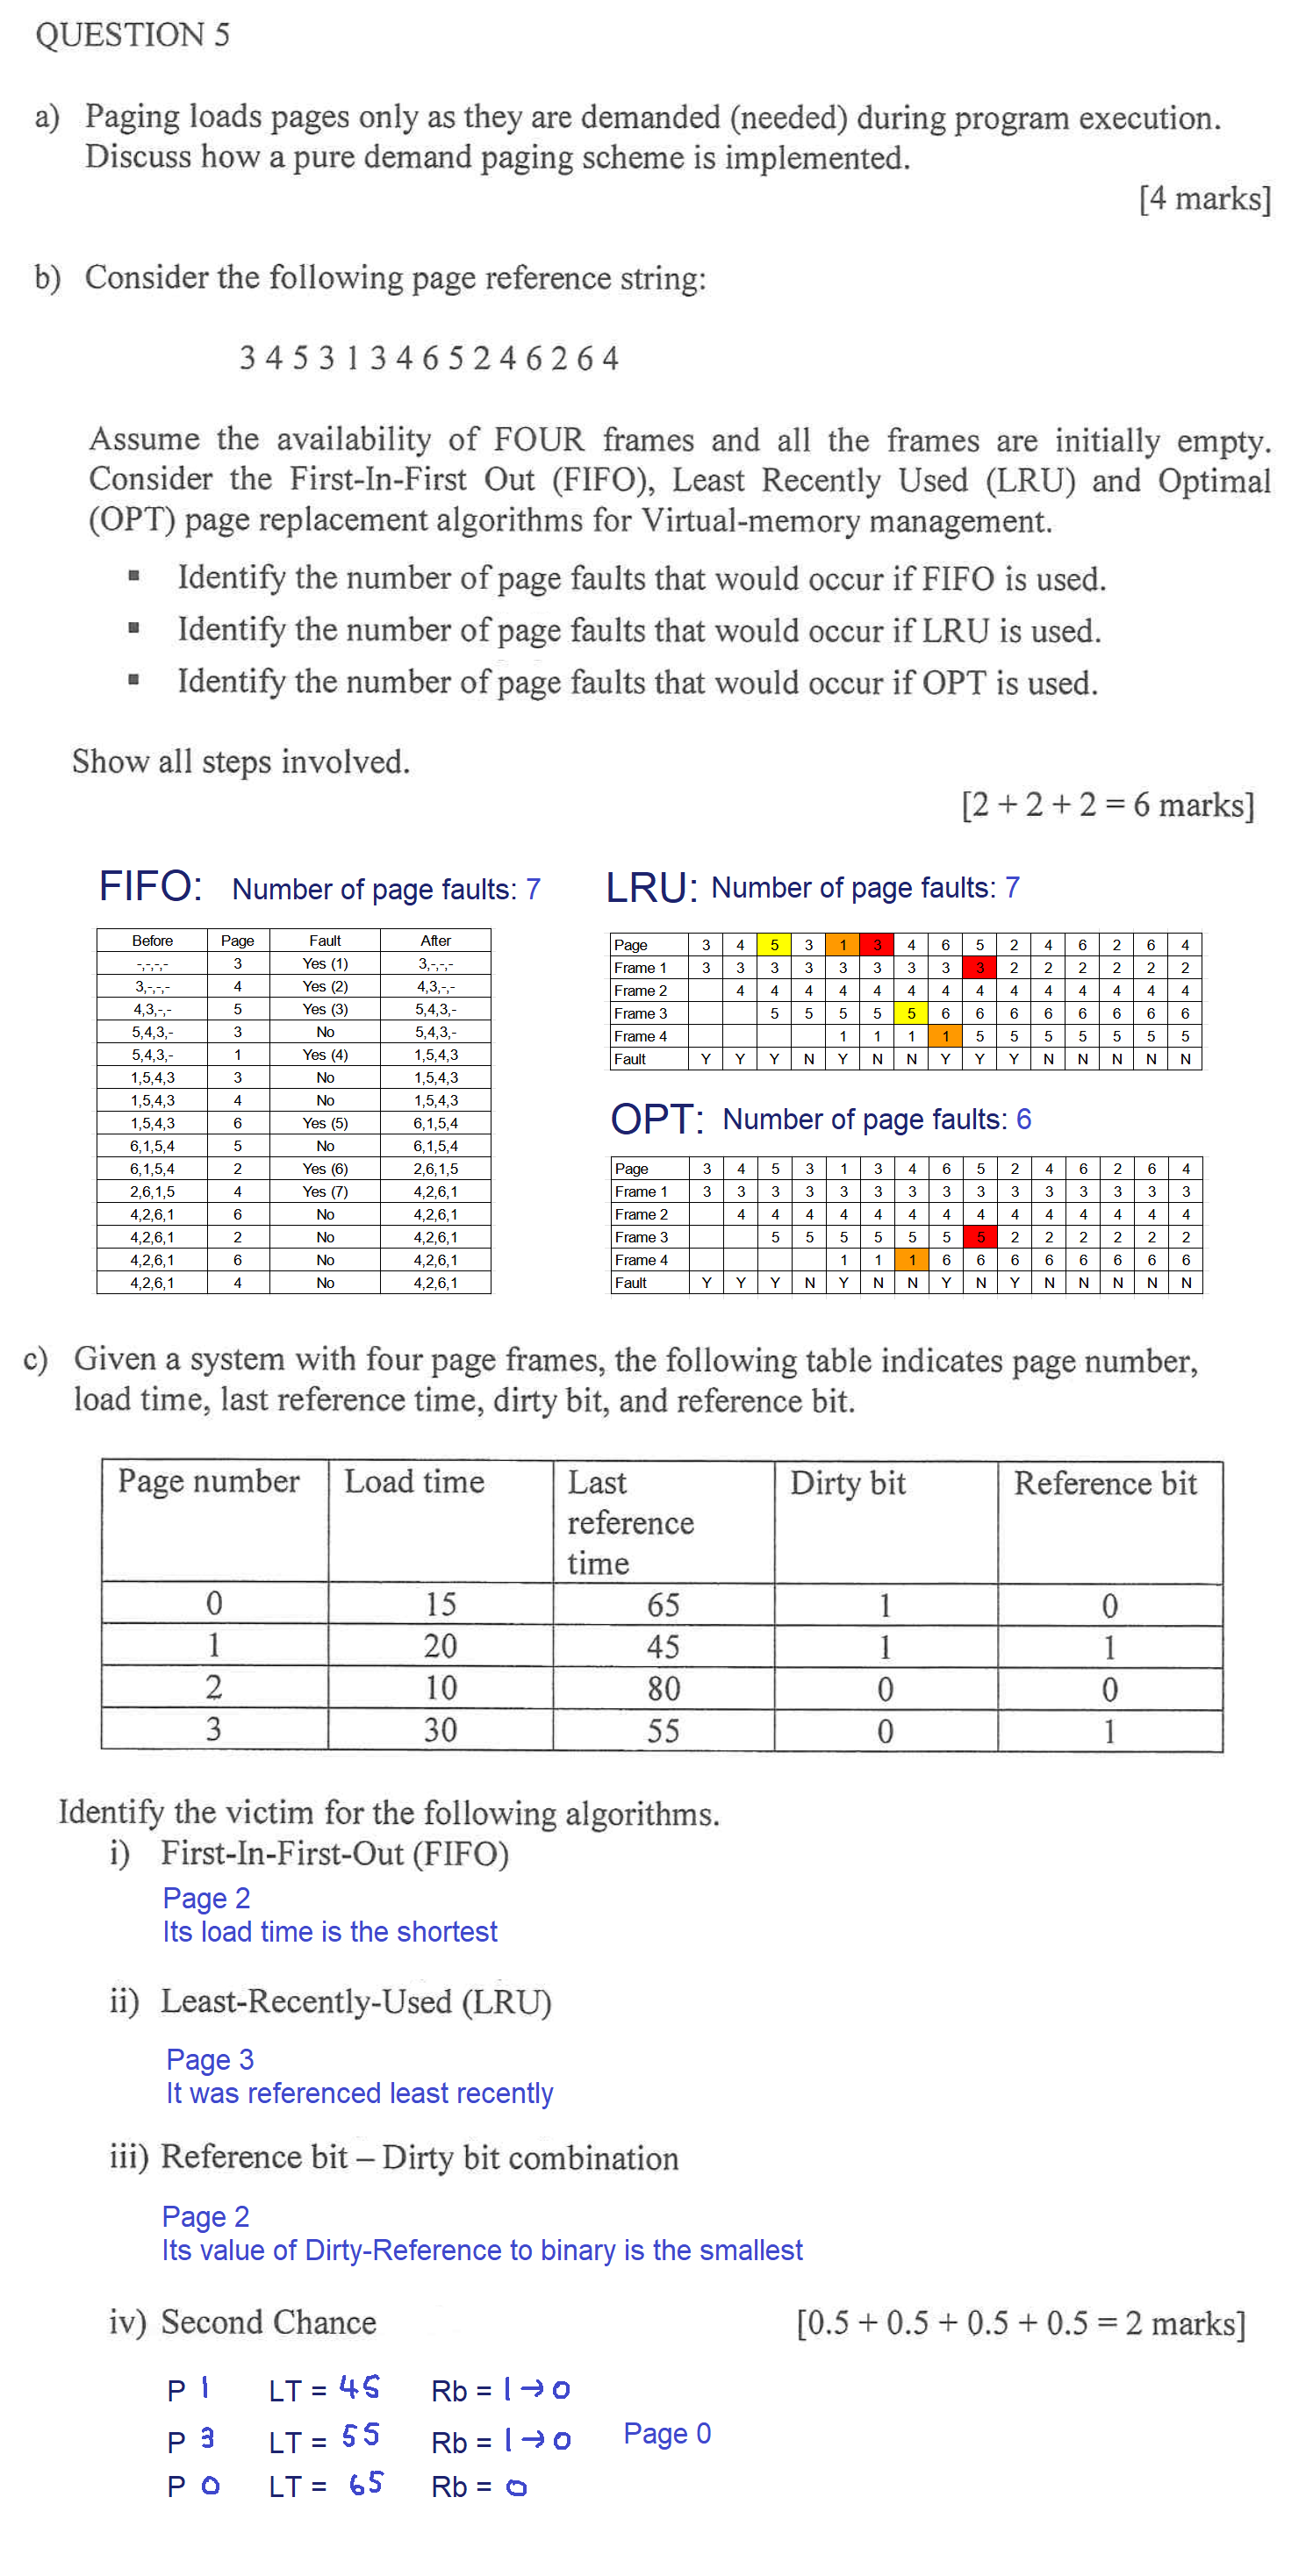 QUESTION 5
a) Paging loads pages only as they are demanded (needed) during program execution.
Discuss how a pure demand paging scheme is implemented.
[4 marks]
b) Consider the following page reference string:
3 4 5 3 1 3 4 6 5 2 4 6 2 6 4
Assume the availability of FOUR frames and all the frames are initially empty.
Consider the First-In-First Out (FIFO), Least Recently Used (LRU) and Optimal
(OPT) page replacement algorithms for Virtual-memory management.
▪ Identify the number of page faults that would occur if FIFO is used.
▪ Identify the number of page faults that would occur if LRU is used.
▪ Identify the number of page faults that would occur if OPT is used.
Show all steps involved.
[2 + 2 + 2 = 6 marks]
FIFO: Number of page faults: 7
Before Page Fault After
-,-,-,- 3 Yes (1) 3,-,-,-
3,-,-,- 4 Yes (2) 4,3,-,-
4,3,-,- 5 Yes (3) 5,4,3,-
5,4,3,- 3 No 5,4,3,-
5,4,3,- 1 Yes (4) 1,5,4,3
1,5,4,3 3 No 1,5,4,3
1,5,4,3 4 No 1,5,4,3
1,5,4,3 6 Yes (5) 6,1,5,4
6,1,5,4 5 No 6,1,5,4
6,1,5,4 2 Yes (6) 2,6,1,5
2,6,1,5 4 Yes (7) 4,2,6,1
4,2,6,1 6 No 4,2,6,1
4,2,6,1 2 No 4,2,6,1
4,2,6,1 6 No 4,2,6,1
4,2,6,1 4 No 4,2,6,1
LRU: Number of page faults: 7
Page 3 4 5 3 1 3 4 6 5 2 4 6 2 6 4
Frame 1 3 3 3 3 3 3 3 3 3 2 2 2 2 2 2
Frame 2 4 4 4 4 4 4 4 4 4 4 4 4 4 4
Frame 3 5 5 5 5 5 6 6 6 6 6 6 6 6
Frame 4 1 1 1 1 5 5 5 5 5 5 5
Fault Y Y Y N Y N N Y Y Y N N N N N
OPT: Number of page faults: 6
Page 3 4 5 3 1 3 4 6 5 2 4 6 2 6 4
Frame 1 3 3 3 3 3 3 3 3 3 3 3 3 3 3 3
Frame 2 4 4 4 4 4 4 4 4 4 4 4 4 4 4
Frame 3 5 5 5 5 5 5 5 2 2 2 2 2 2
Frame 4 1 1 1 6 6 6 6 6 6 6 6
Fault Y Y Y N Y N N Y N Y N N N N N
c) Given a system with four page frames, the following table indicates page number,
load time, last reference time, dirty bit, and reference bit.
Page number Load time Last reference time Dirty bit Reference bit
0 15 65 1 0
1 20 45 1 1
2 10 80 0 0
3 30 55 0 1
Identify the victim for the following algorithms.
i) First-In-First-Out (FIFO)
Page 2
Its load time is the shortest
ii) Least-Recently-Used (LRU)
Page 3
It was referenced least recently
iii) Reference bit – Dirty bit combination
Page 2
Its value of Dirty-Reference to binary is the smallest
iv) Second Chance [0.5 + 0.5 + 0.5 + 0.5 = 2 marks]
P 1 LT = 45 Rb = 1→0
P 3 LT = 55 Rb = 1→0 Page 0
P 0 LT = 65 Rb = 0